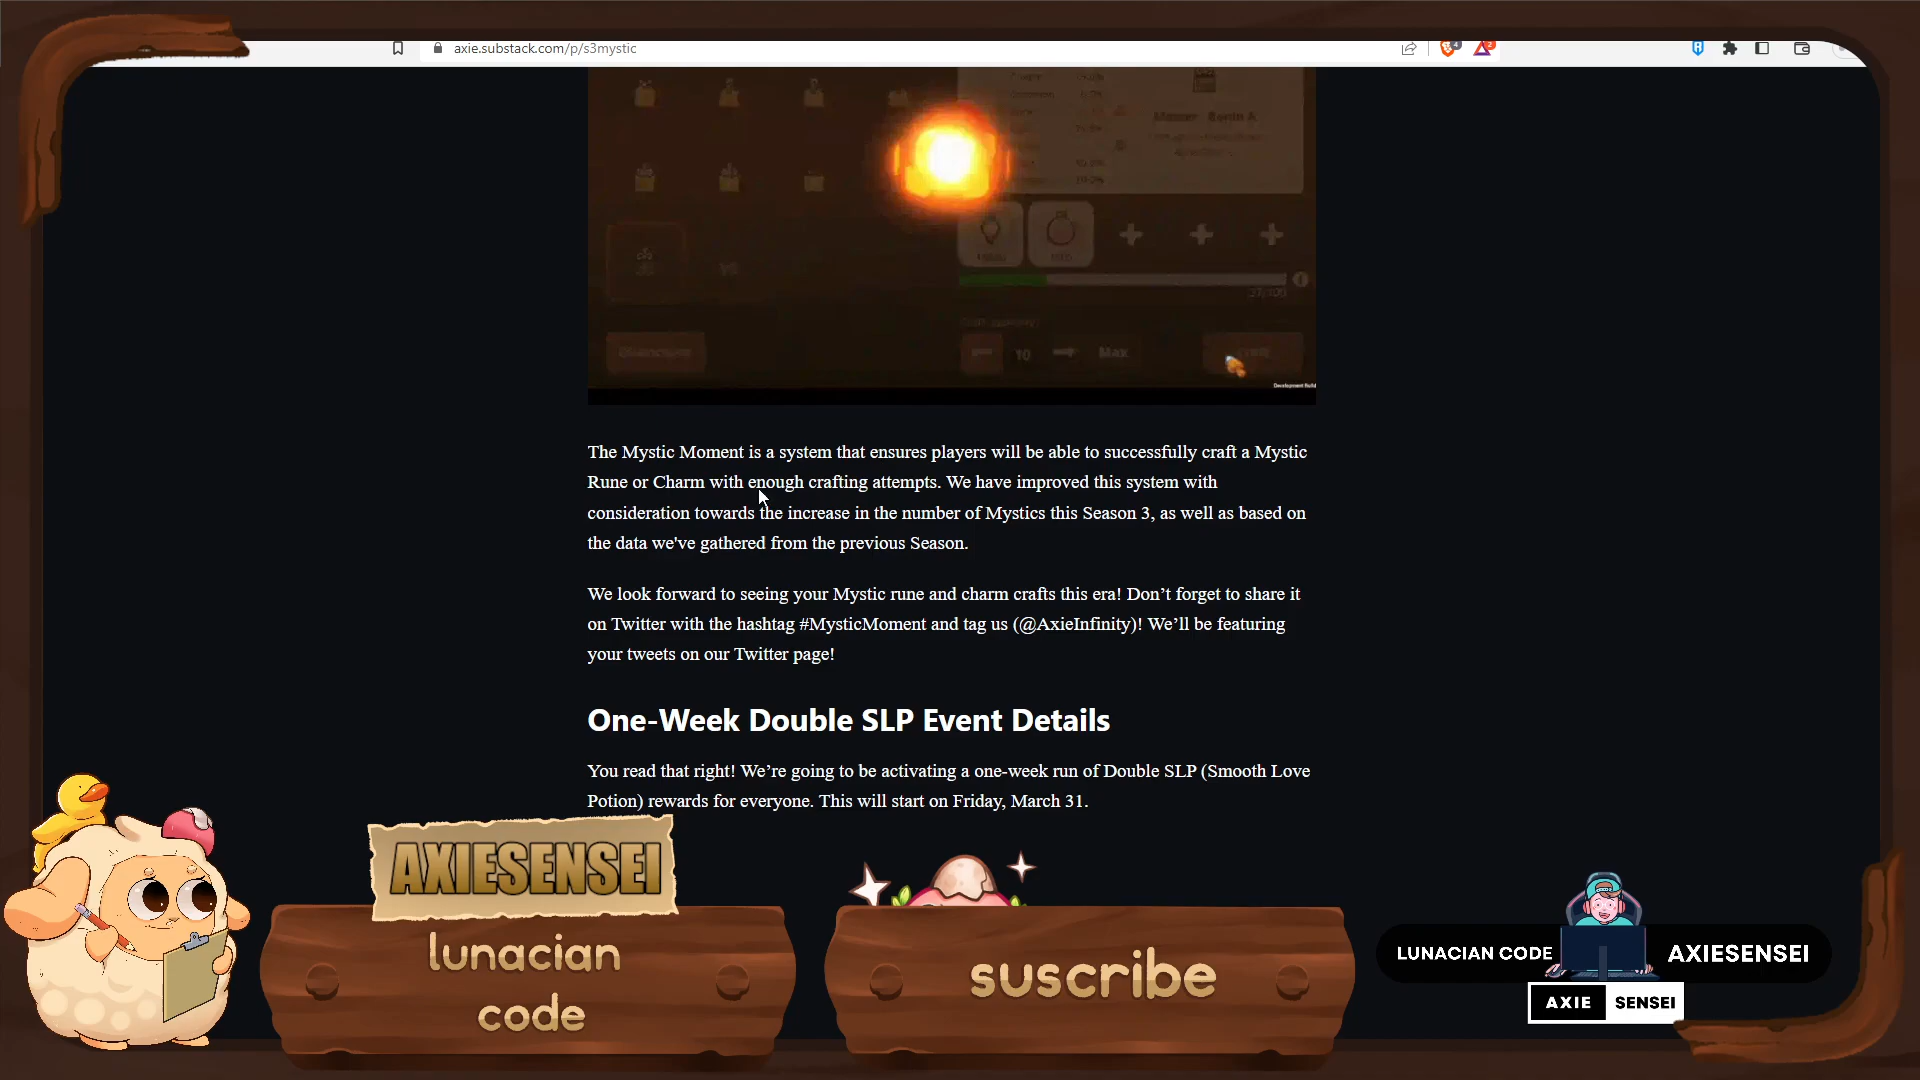 axie.substack.com/p/s3mystic
10
Max
Development Build
The Mystic Moment is a system that ensures players will be able to successfully craft a Mystic
Rune or Charm with enough crafting attempts. We have improved this system with
consideration towards the increase in the number of Mystics this Season 3, as well as based on
the data we've gathered from the previous Season.
We look forward to seeing your Mystic rune and charm crafts this era! Don’t forget to share it
on Twitter with the hashtag #MysticMoment and tag us (@AxieInfinity)! We’ll be featuring
your tweets on our Twitter page!
One-Week Double SLP Event Details
You read that right! We’re going to be activating a one-week run of Double SLP (Smooth Love
Potion) rewards for everyone. This will start on Friday, March 31.
AXIESENSEI
lunacian
code
suscribe
LUNACIAN CODE
AXIESENSEI
AXIE SENSEI